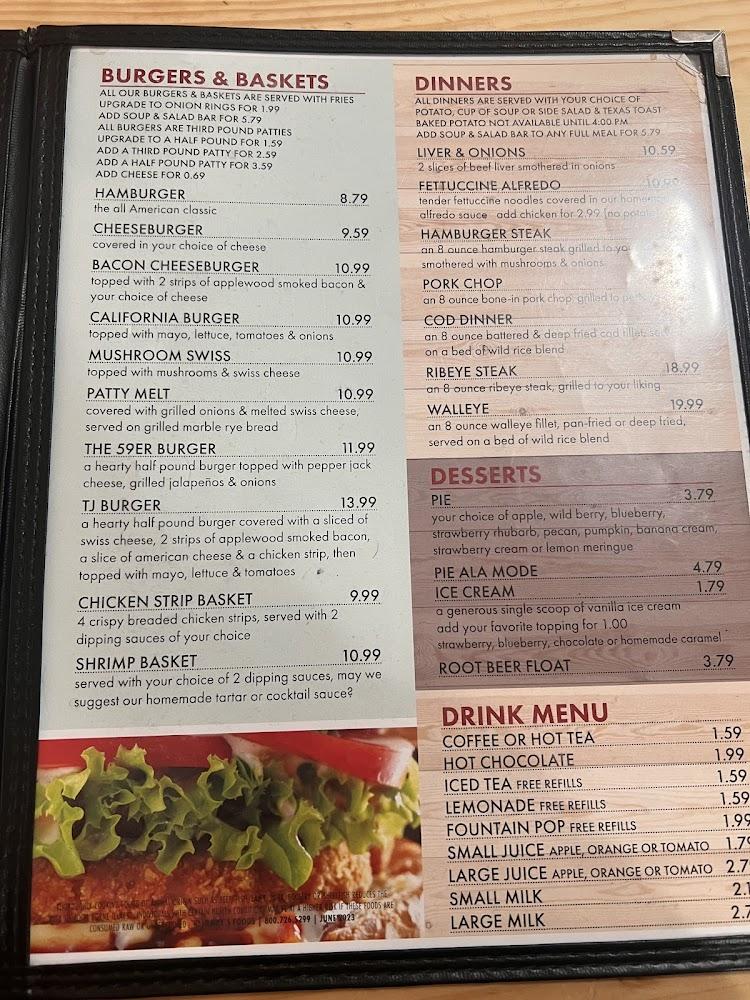 BURGERS & BASKETS
ALL OUR BURGERS & BASKETS ARE SERVED WITH FRIES
UPGRADE TO ONION RINGS FOR 1.99
ADD SOUP & SALAD BAR FOR 5.79
ALL BURGERS ARE THIRD POUND PATTIES
UPGRADE TO A HALF POUND FOR 1.59
ADD A THIRD POUND PATTY FOR 2.59
ADD A HALF POUND PATTY FOR 3.59
ADD CHEESE FOR 0.69
HAMBURGER 8.79
the all American classic
CHEESEBURGER 9.59
covered in your choice of cheese
BACON CHEESEBURGER 10.99
topped with 2 strips of applewood smoked bacon &
your choice of cheese
CALIFORNIA BURGER 10.99
topped with mayo, lettuce, tomatoes & onions
MUSHROOM SWISS 10.99
topped with mushrooms & swiss cheese
PATTY MELT 10.99
covered with grilled onions & melted swiss cheese,
served on grilled marble rye bread
THE 59ER BURGER 11.99
a hearty half pound burger topped with pepper jack
cheese, grilled jalapeños & onions
TJ BURGER 13.99
a hearty half pound burger covered with a sliced of
swiss cheese, 2 strips of applewood smoked bacon,
a slice of american cheese & a chicken strip, then
topped with mayo, lettuce & tomatoes
CHICKEN STRIP BASKET 9.99
4 crispy breaded chicken strips, served with 2
dipping sauces of your choice
SHRIMP BASKET 10.99
served with your choice of 2 dipping sauces, may we
suggest our homemade tartar or cocktail sauce?
CONSUMED RAW OR | 800.726 | JUNE 2023
DINNERS
ALL DINNERS ARE SERVED WITH YOUR CHOICE OF
POTATO, CUP OF SOUP OR SIDE SALAD & TEXAS TOAST
BAKED POTATO NOT AVAILABLE UNTIL 4:00 PM
ADD SOUP & SALAD BAR TO ANY FULL MEAL FOR 5.79
LIVER & ONIONS 10.59
2 slices of beef liver smothered in onions
FETTUCCINE ALFREDO 10.99
tender fettuccine noodles covered in our
alfredo sauce add chicken for 2.99 (no potato
HAMBURGER STEAK
an 8 ounce hamburger steak grilled to
smothered with mushrooms & onions
PORK CHOP
an 8 ounce bone-in pork chop, grilled to
COD DINNER
an 8 ounce battered & deep fried cod fillet,
on a bed of wild rice blend
RIBEYE STEAK 18.99
an 8 ounce ribeye steak, grilled to your liking
WALLEYE 19.99
an 8 ounce walleye fillet, pan-fried or deep fried,
served on a bed of wild rice blend
DESSERTS
PIE 3.79
your choice of apple, wild berry, blueberry,
strawberry rhubarb, pecan, pumpkin, banana cream,
strawberry cream or lemon meringue
PIE ALA MODE 4.79
ICE CREAM 1.79
a generous single scoop of vanilla ice cream
add your favorite topping for 1.00
strawberry, blueberry, chocolate or homemade caramel
ROOT BEER FLOAT 3.79
DRINK MENU
COFFEE OR HOT TEA 1.59
HOT CHOCOLATE 1.99
ICED TEA FREE REFILLS 1.59
LEMONADE FREE REFILLS 1.59
FOUNTAIN POP FREE REFILLS 1.99
SMALL JUICE APPLE, ORANGE OR TOMATO 1.7
LARGE JUICE APPLE, ORANGE OR TOMATO 2.7
SMALL MILK 2.
LARGE MILK 2.7